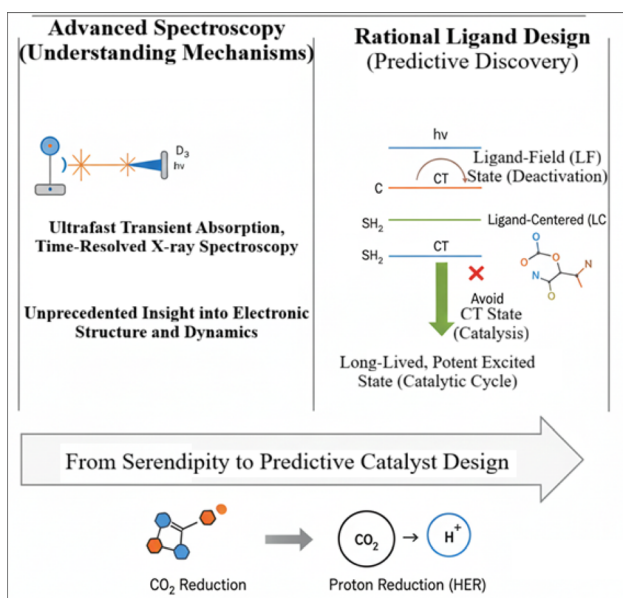 Advanced Spectroscopy
(Understanding Mechanisms)
D₃
hν
Ultrafast Transient Absorption,
Time-Resolved X-ray Spectroscopy
Unprecedented Insight into Electronic
Structure and Dynamics
Rational Ligand Design
(Predictive Discovery)
hν
Ligand-Field (LF)
CT
State (Deactivation)
C
SH₂
Ligand-Centered (LC
SH₂
CT
O
O
O
N
N
O
Avoid
CT State
(Catalysis)
Long-Lived, Potent Excited
State (Catalytic Cycle)
From Serendipity to Predictive Catalyst Design
CO₂ → H⁺
CO₂ Reduction
Proton Reduction (HER)